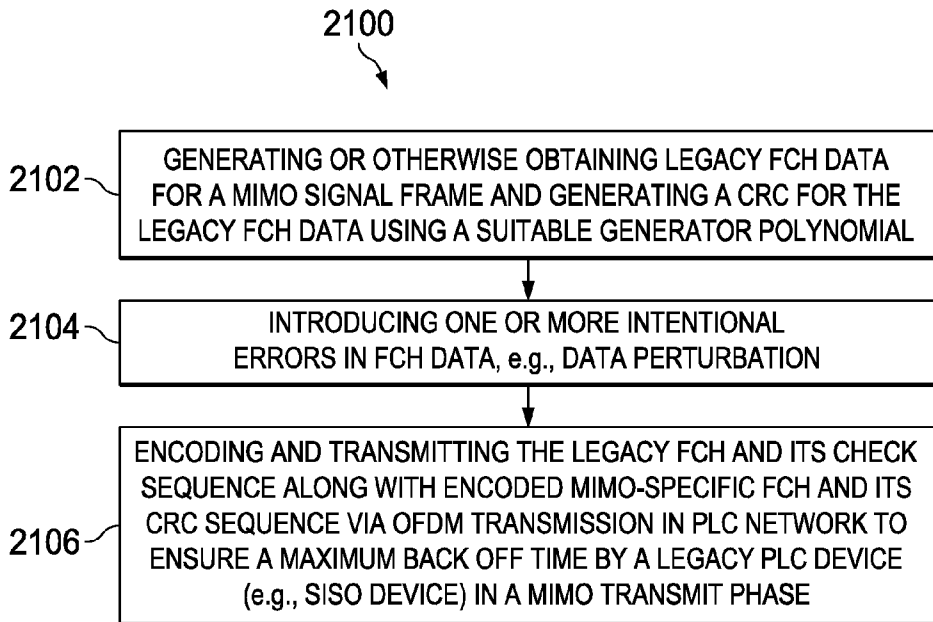 2100
2102
GENERATING OR OTHERWISE OBTAINING LEGACY FCH DATA
FOR A MIMO SIGNAL FRAME AND GENERATING A CRC FOR THE
LEGACY FCH DATA USING A SUITABLE GENERATOR POLYNOMIAL
2104
INTRODUCING ONE OR MORE INTENTIONAL
ERRORS IN FCH DATA, e.g., DATA PERTURBATION
2106
ENCODING AND TRANSMITTING THE LEGACY FCH AND ITS CHECK
SEQUENCE ALONG WITH ENCODED MIMO-SPECIFIC FCH AND ITS
CRC SEQUENCE VIA OFDM TRANSMISSION IN PLC NETWORK TO
ENSURE A MAXIMUM BACK OFF TIME BY A LEGACY PLC DEVICE
(e.g., SISO DEVICE) IN A MIMO TRANSMIT PHASE